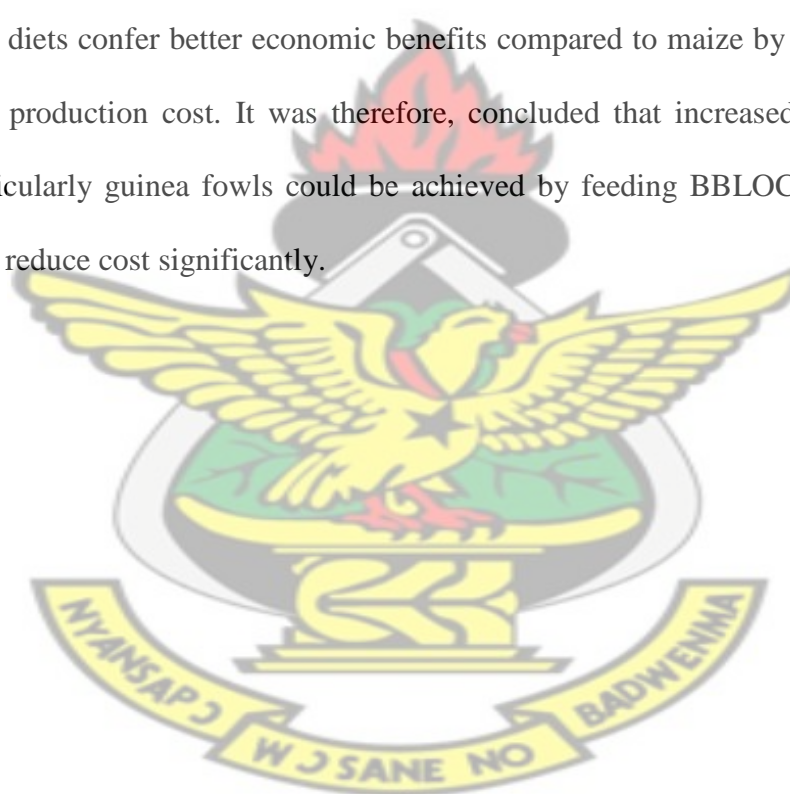 diets confer better economic benefits compared to maize by
production cost. It was therefore, concluded that increased
icularly guinea fowls could be achieved by feeding BBLOC
reduce cost significantly.
NYANSAPƆ WƆSANE NO BADWENMA